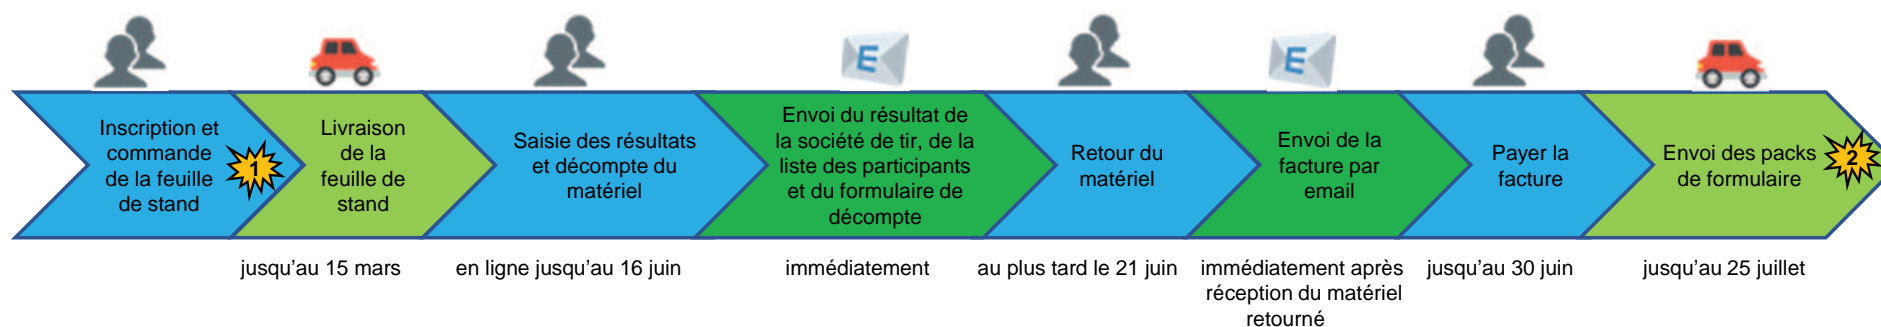 E
E
Inscription et
commande
de la feuille
de stand
1
Livraison
de la
feuille de
stand
Saisie des résultats
et décompte du
matériel
Envoi du résultat de
la société de tir, de la
liste des participants
et du formulaire de
décompte
Retour du
matériel
Envoi de la
facture par
email
Payer la
facture
Envoi des packs
de formulaire
2
jusqu'au 15 mars
en ligne jusqu'au 16 juin
immédiatement
au plus tard le 21 juin
immédiatement après
réception du matériel
retourné
jusqu'au 30 juin
jusqu'au 25 juillet